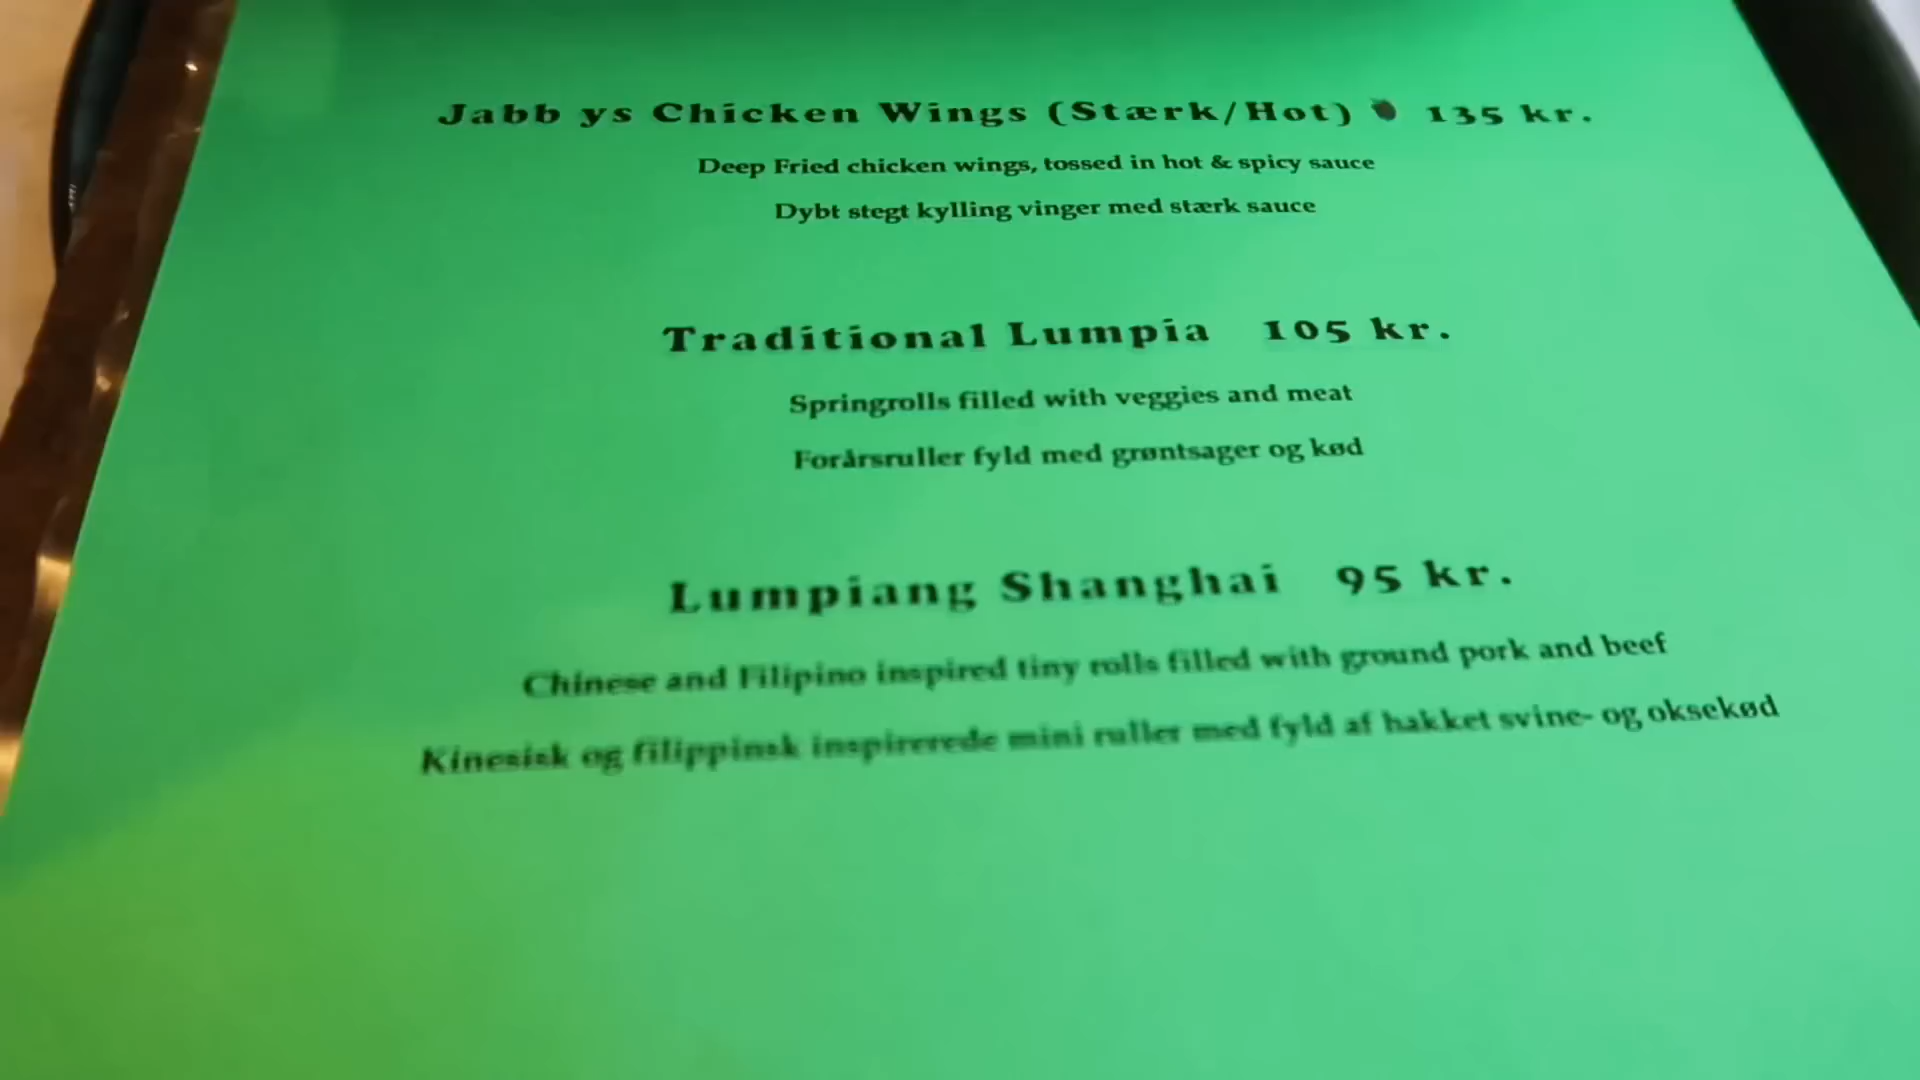 Jabb ys Chicken Wings (Stærk/Hot) 135 kr.
Deep Fried chicken wings, tossed in hot & spicy sauce
Dybt stegt kylling vinger med stærk sauce
Traditional Lumpia 105 kr.
Springrolls filled with veggies and meat
Forårsruller fyld med grøntsager og kød
Lumpiang Shanghai 95 kr.
Chinese and Filipino inspired tiny rolls filled with ground pork and beef
Kinesisk og filippinsk inspirerede mini ruller med fyld af hakket svine- og oksekød